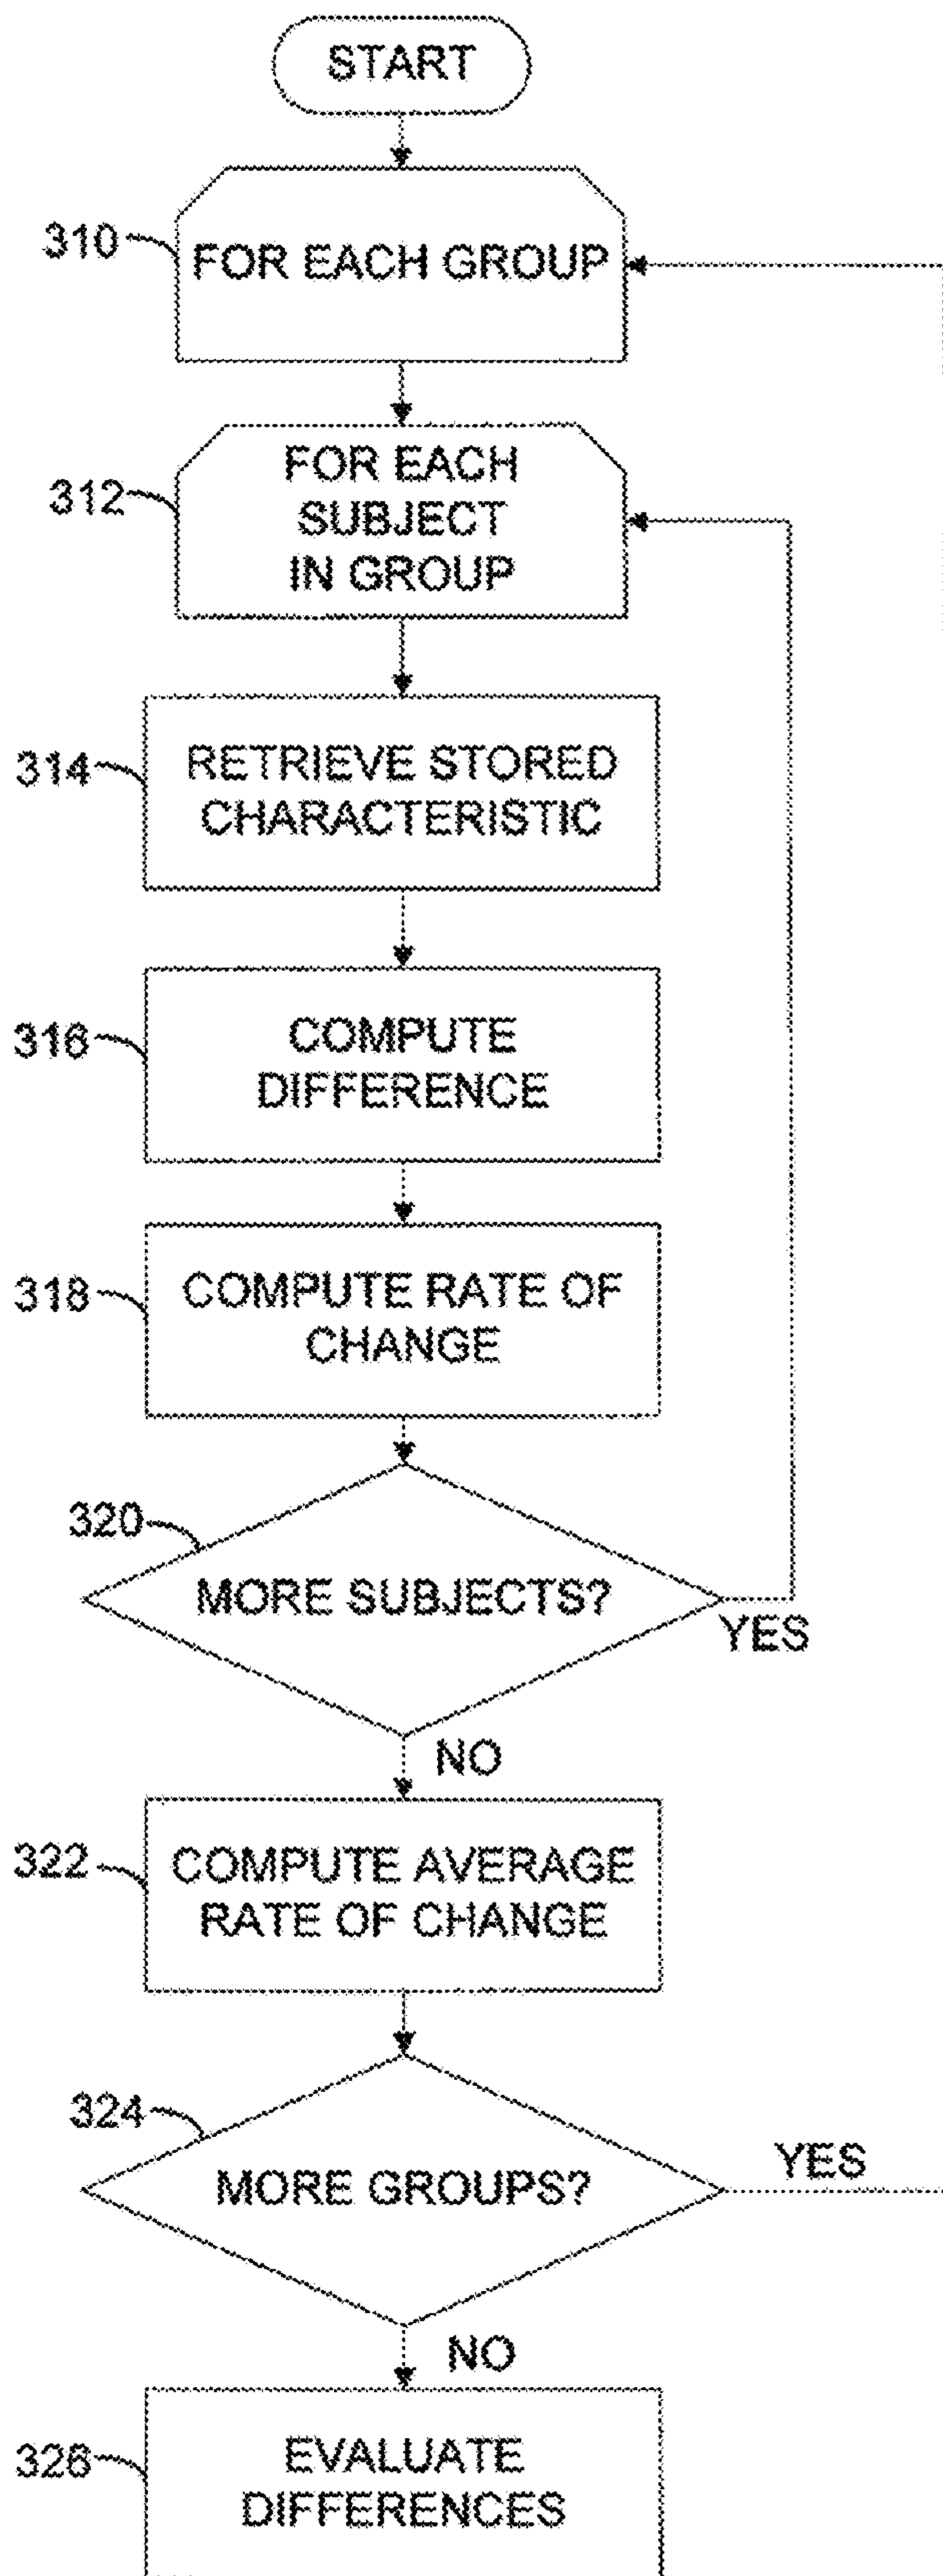 START
310
FOR EACH GROUP
312
FOR EACH
SUBJECT
IN GROUP
314
RETRIEVE STORED
CHARACTERISTIC
316
COMPUTE
DIFFERENCE
318
COMPUTE RATE OF
CHANGE
320
MORE SUBJECTS?
YES
NO
322
COMPUTE AVERAGE
RATE OF CHANGE
324
MORE GROUPS?
YES
NO
326
EVALUATE
DIFFERENCES